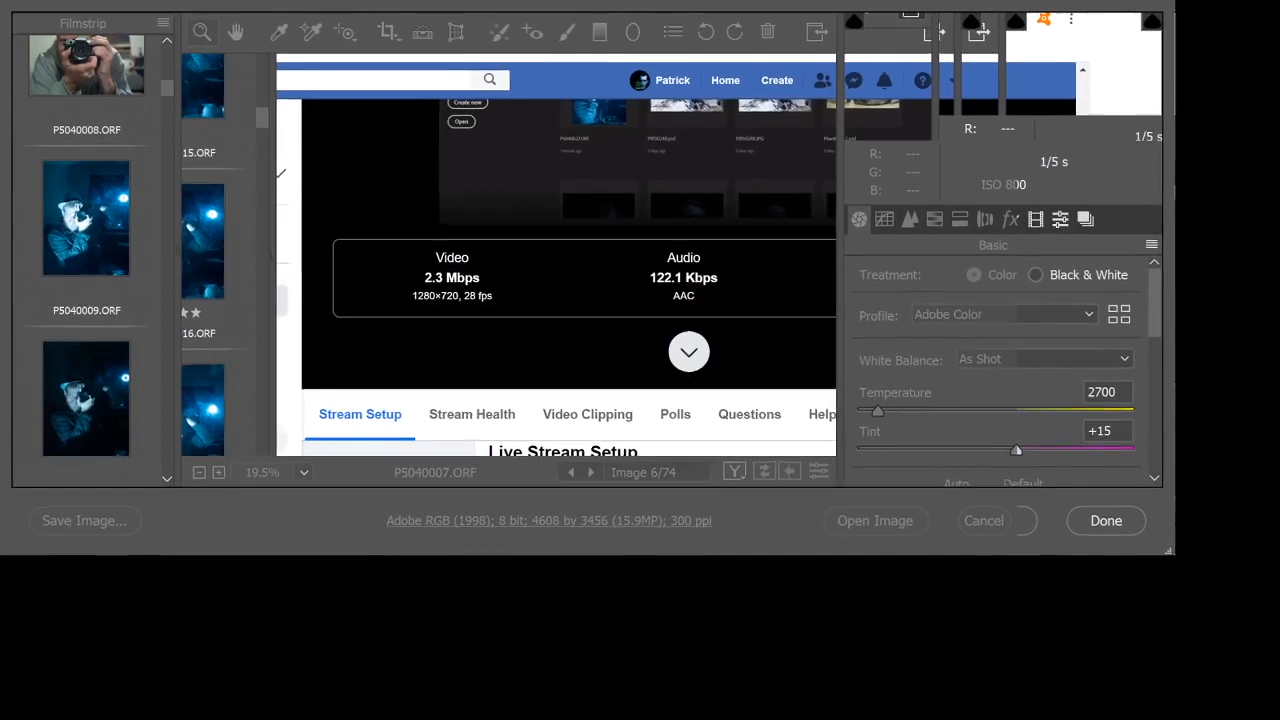 Filmstrip
P5040008.ORF
P5040009.ORF
15.ORF
16.ORF
Patrick
Home
Create
Create new
Open
Video
2.3 Mbps
1280×720, 28 fps
Audio
122.1 Kbps
AAC
Stream Setup
Stream Health
Video Clipping
Polls
Questions
Help
Live Stream Setup
19.5%
P5040007.ORF
Image 6/74
R: ---
1/5 s
R: ---
G: ---
B: ---
1/5 s
ISO 800
Basic
Treatment: Color Black & White
Profile: Adobe Color
White Balance: As Shot
Temperature 2700
Tint +15
Auto Default
Save Image...
Adobe RGB (1998); 8 bit; 4608 by 3456 (15.9MP); 300 ppi
Open Image
Cancel
Done